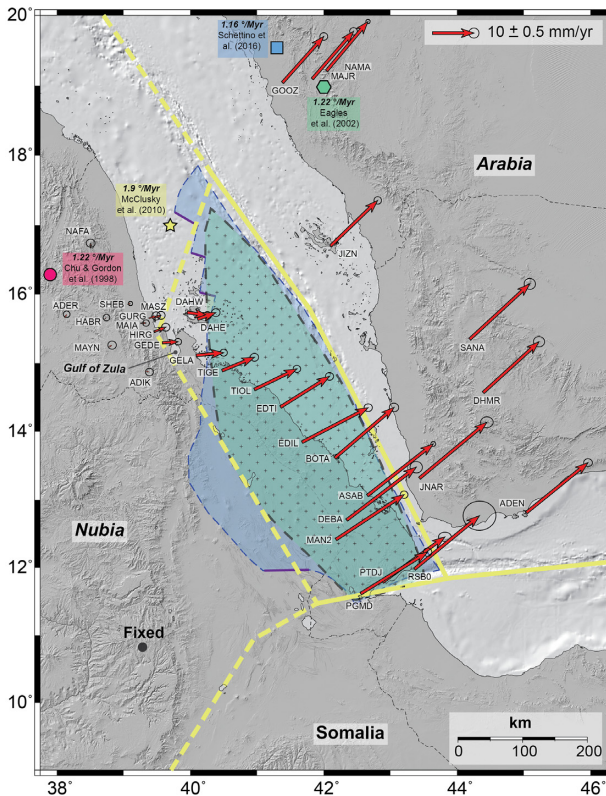 20°
18°
16°
14°
12°
10°
38°
40°
42°
44°
46°
1.16 °/Myr
Schettino
et al. (2016)
10 ± 0.5 mm/yr
GOOZ
NAMA
MAJR
1.22 °/Myr
Eagles
et al. (2002)
Arabia
1.9 °/Myr
McClusky
et al. (2010)
NAFA
1.22 °/Myr
Chu & Gordon
et al. (1998)
JIZN
ADER
HABR
SHEB
GURG
MAIA
HIRG
GEDE
MASZ
DAHW
DAHE
MAYN
Gulf of Zula
ADIK
GELA
TIGE
TIOL
EDTI
SANA
DHMR
EDIL
BOTA
ASAB
JNAR
DEBA
MAN2
ADEN
Nubia
PTDJ
RSB0
PGMD
Fixed
Somalia
km
0
100
200